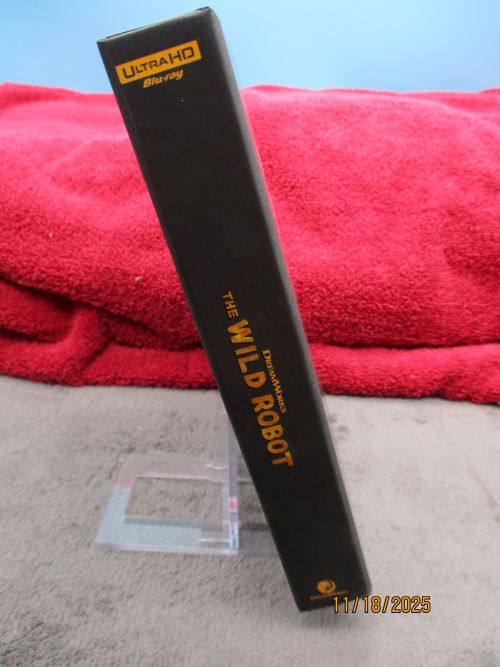 ULTRA HD
Blu-ray
DREAMWORKS
THE WILD ROBOT
11/18/2025